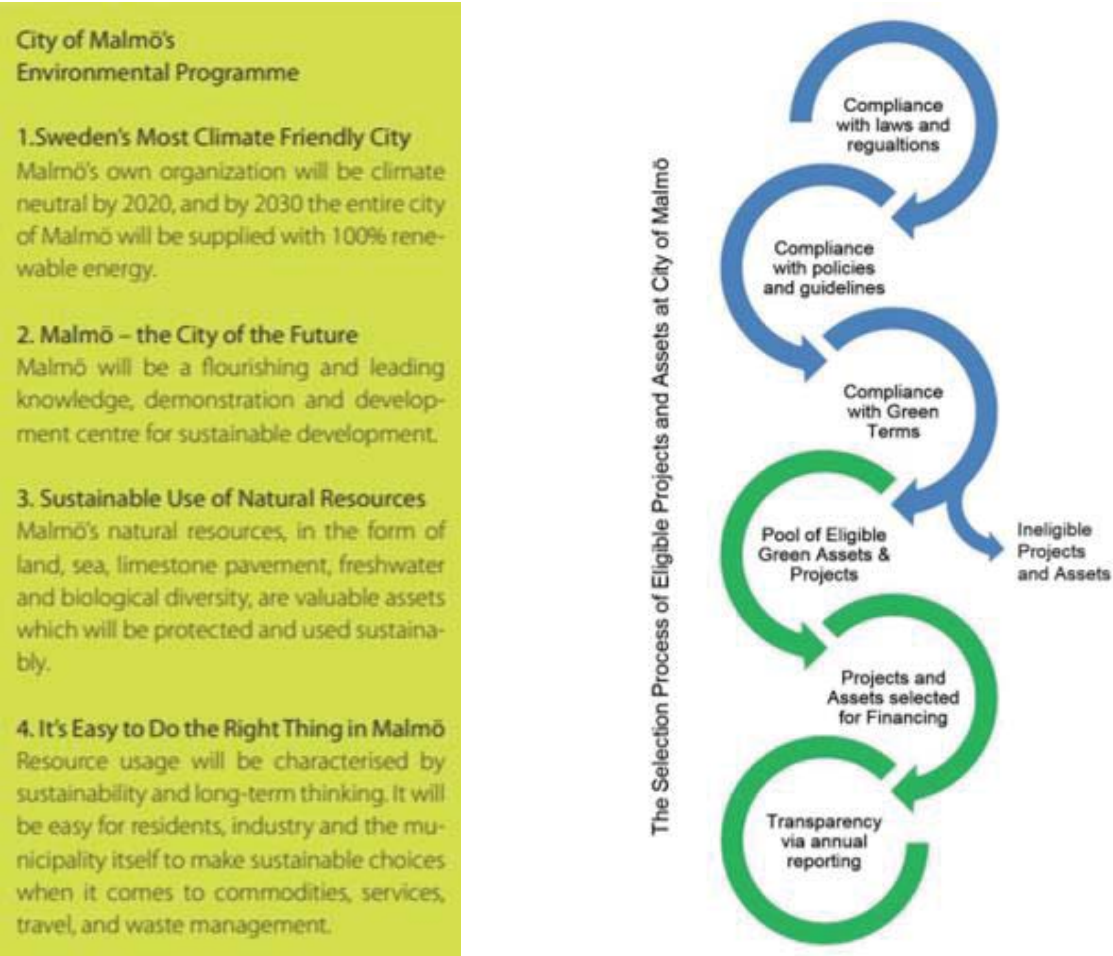 City of Malmö's
Environmental Programme
1.Sweden's Most Climate Friendly City
Malmö's own organization will be climate
neutral by 2020, and by 2030 the entire city
of Malmö will be supplied with 100% rene-
wable energy.
2. Malmö – the City of the Future
Malmö will be a flourishing and leading
knowledge, demonstration and develop-
ment centre for sustainable development.
3. Sustainable Use of Natural Resources
Malmö's natural resources, in the form of
land, sea, limestone pavement, freshwater
and biological diversity, are valuable assets
which will be protected and used sustaina-
bly.
4. It's Easy to Do the Right Thing in Malmö
Resource usage will be characterised by
sustainability and long-term thinking. It will
be easy for residents, industry and the mu-
nicipality itself to make sustainable choices
when it comes to commodities, services,
travel, and waste management.
The Selection Process of Eligible Projects and Assets at City of Malmö
Compliance
with laws and
regualtions
Compliance
with policies
and guidelines
Compliance
with Green
Terms
Pool of Eligible
Green Assets &
Projects
Ineligible
Projects
and Assets
Projects and
Assets selected
for Financing
Transparency
via annual
reporting